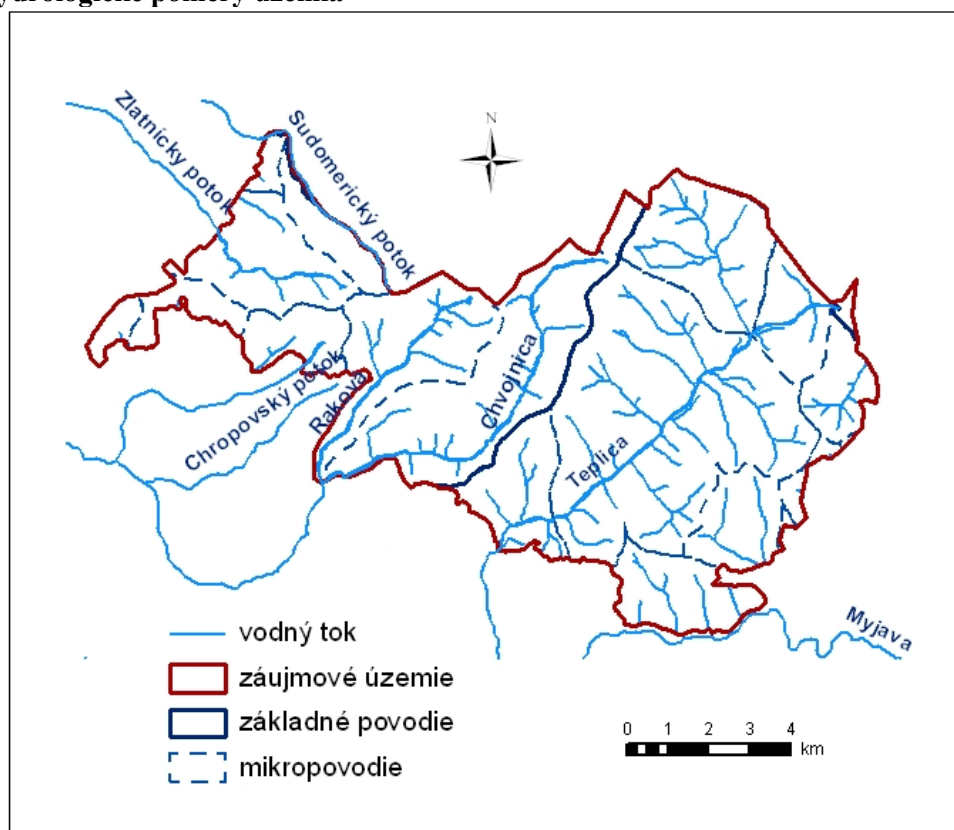 ydrologické pomery územia
N
Zlatnícky potok
Sudomerický potok
Chropovský potok
Raková
Chvojnica
Teplica
Myjava
vodný tok
záujmové územie
základné povodie
mikropovodie
0 1 2 3 4
km